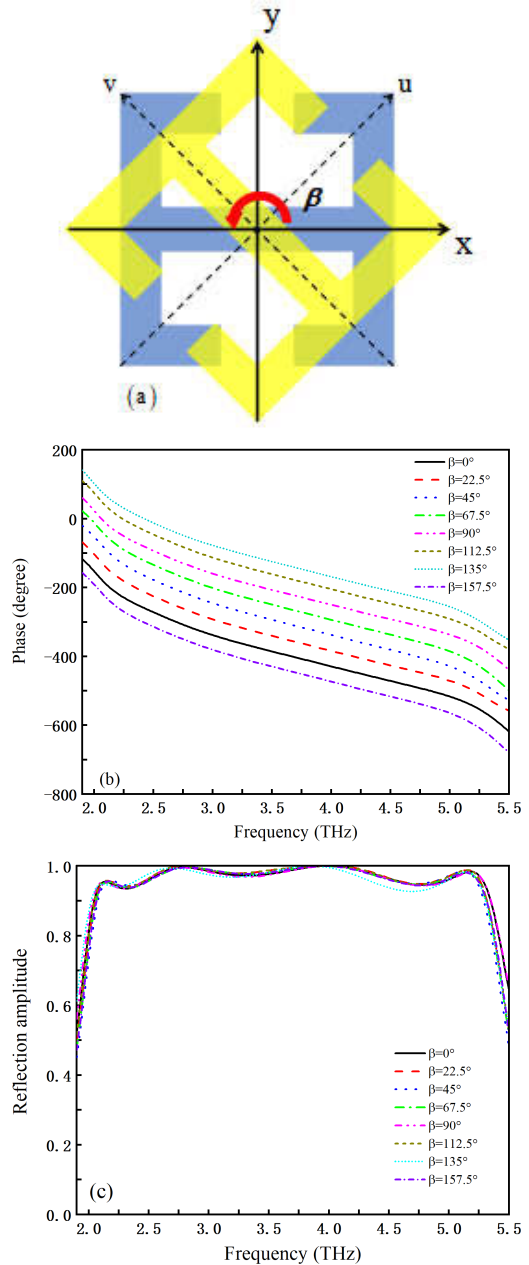 y
v
u
β
x
(a)
200
0
−200
−400
−600
−800
Phase (degree)
β=0°
β=22.5°
β=45°
β=67.5°
β=90°
β=112.5°
β=135°
β=157.5°
(b)
2.0 2.5 3.0 3.5 4.0 4.5 5.0 5.5
Frequency (THz)
1.0
0.8
0.6
0.4
0.2
0.0
Reflection amplitude
β=0°
β=22.5°
β=45°
β=67.5°
β=90°
β=112.5°
β=135°
β=157.5°
(c)
2.0 2.5 3.0 3.5 4.0 4.5 5.0 5.5
Frequency (THz)